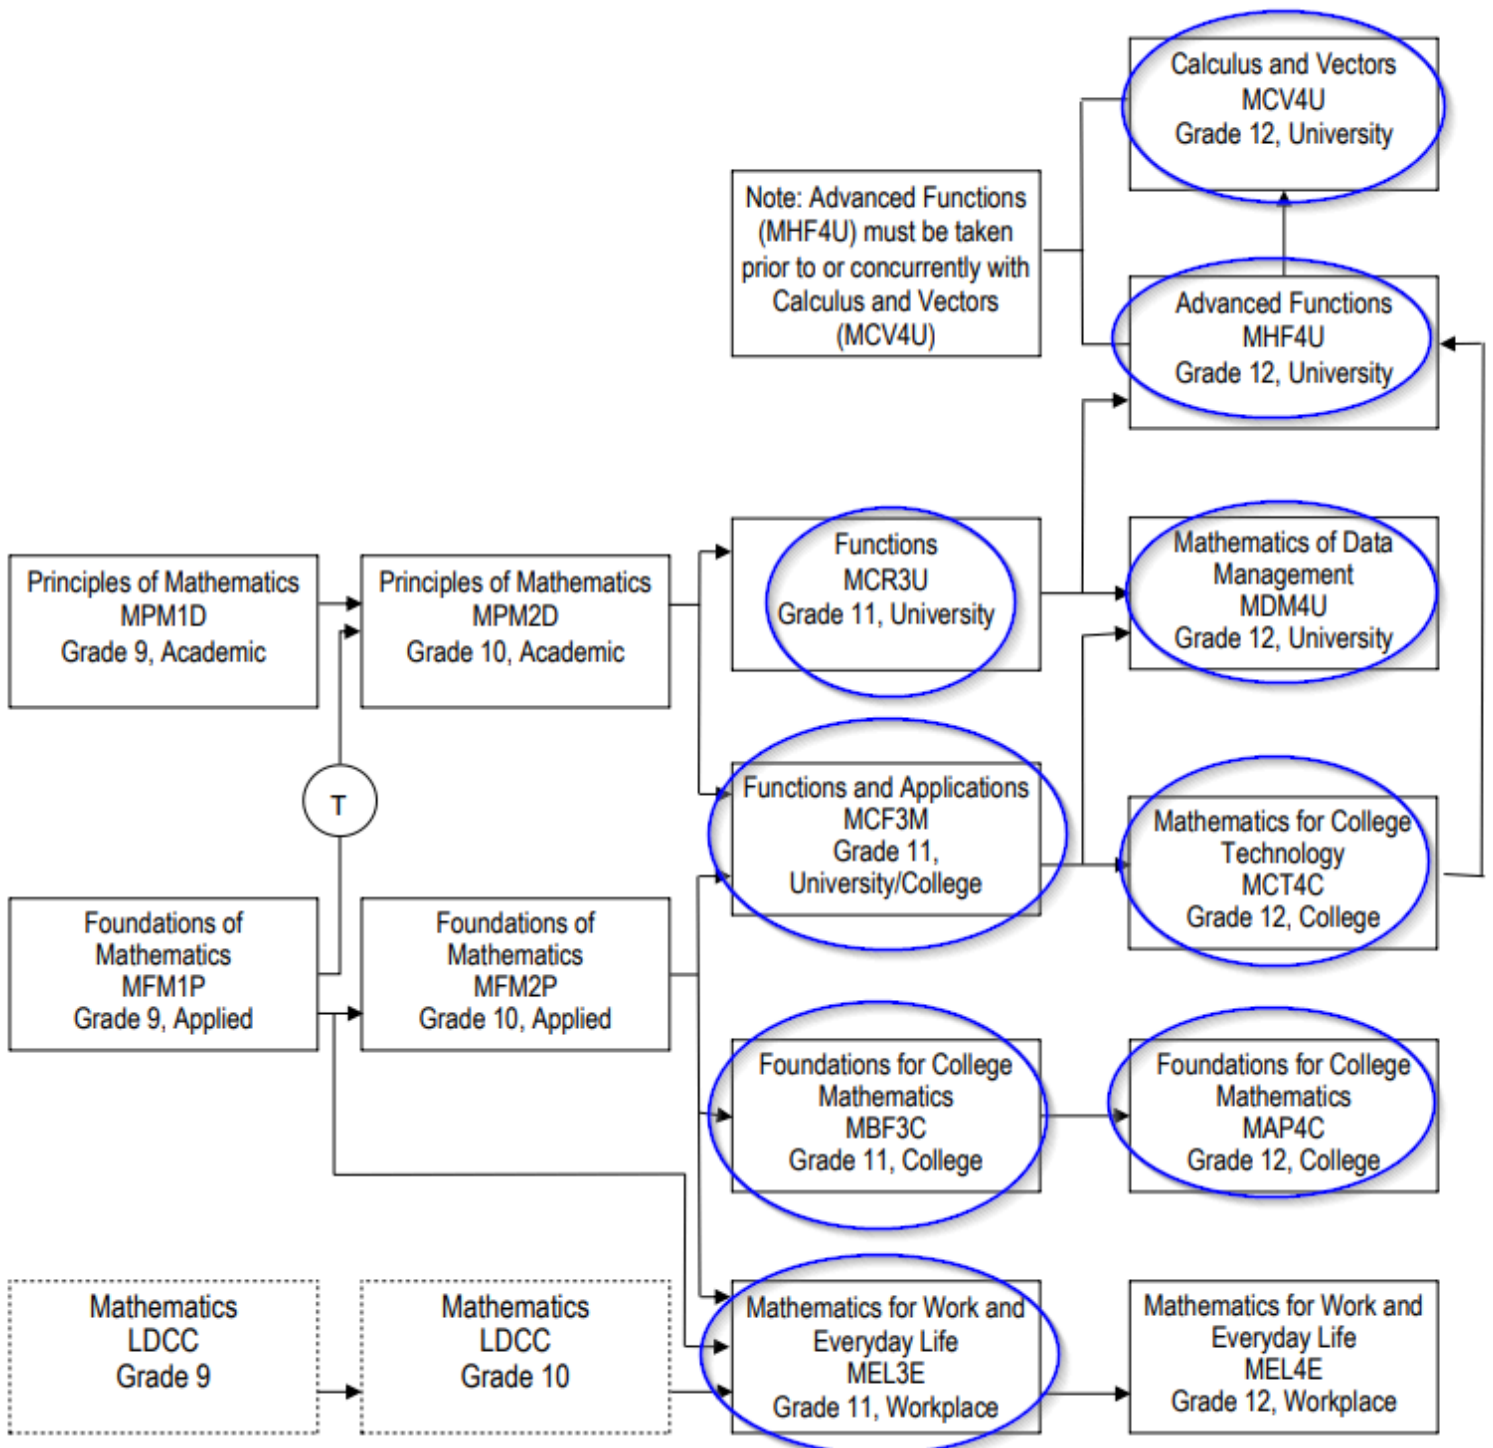 Calculus and Vectors
MCV4U
Grade 12, University
Note: Advanced Functions
(MHF4U) must be taken
prior to or concurrently with
Calculus and Vectors
(MCV4U)
Advanced Functions
MHF4U
Grade 12, University
Principles of Mathematics
MPM1D
Grade 9, Academic
Principles of Mathematics
MPM2D
Grade 10, Academic
Functions
MCR3U
Grade 11, University
Mathematics of Data
Management
MDM4U
Grade 12, University
T
Functions and Applications
MCF3M
Grade 11,
University/College
Mathematics for College
Technology
MCT4C
Grade 12, College
Foundations of
Mathematics
MFM1P
Grade 9, Applied
Foundations of
Mathematics
MFM2P
Grade 10, Applied
Foundations for College
Mathematics
MBF3C
Grade 11, College
Foundations for College
Mathematics
MAP4C
Grade 12, College
Mathematics
LDCC
Grade 9
Mathematics
LDCC
Grade 10
Mathematics for Work and
Everyday Life
MEL3E
Grade 11, Workplace
Mathematics for Work and
Everyday Life
MEL4E
Grade 12, Workplace